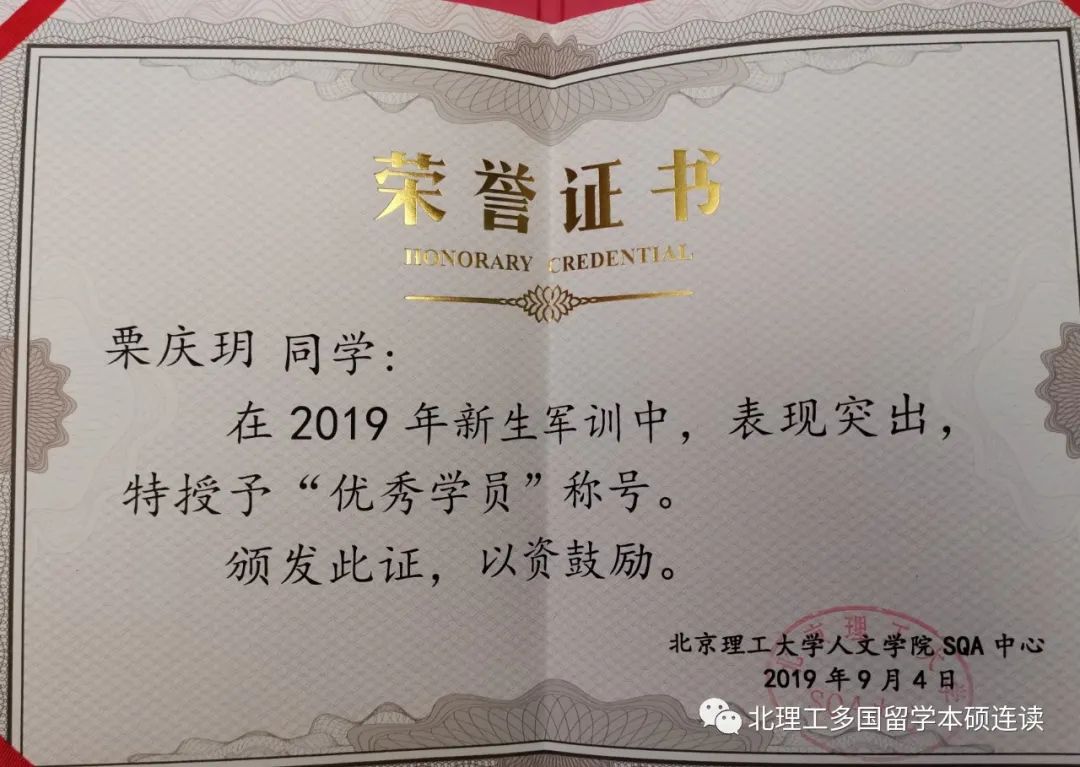 荣誉证书
HONORARY CREDENTIAL
栗庆玥 同学：
在 2019 年新生军训中，表现突出，
特授予“优秀学员”称号。
颁发此证，以资鼓励。
北京理工大学人文学院 SQA 中心
2019 年 9 月 4 日
北理工多国留学本硕连读